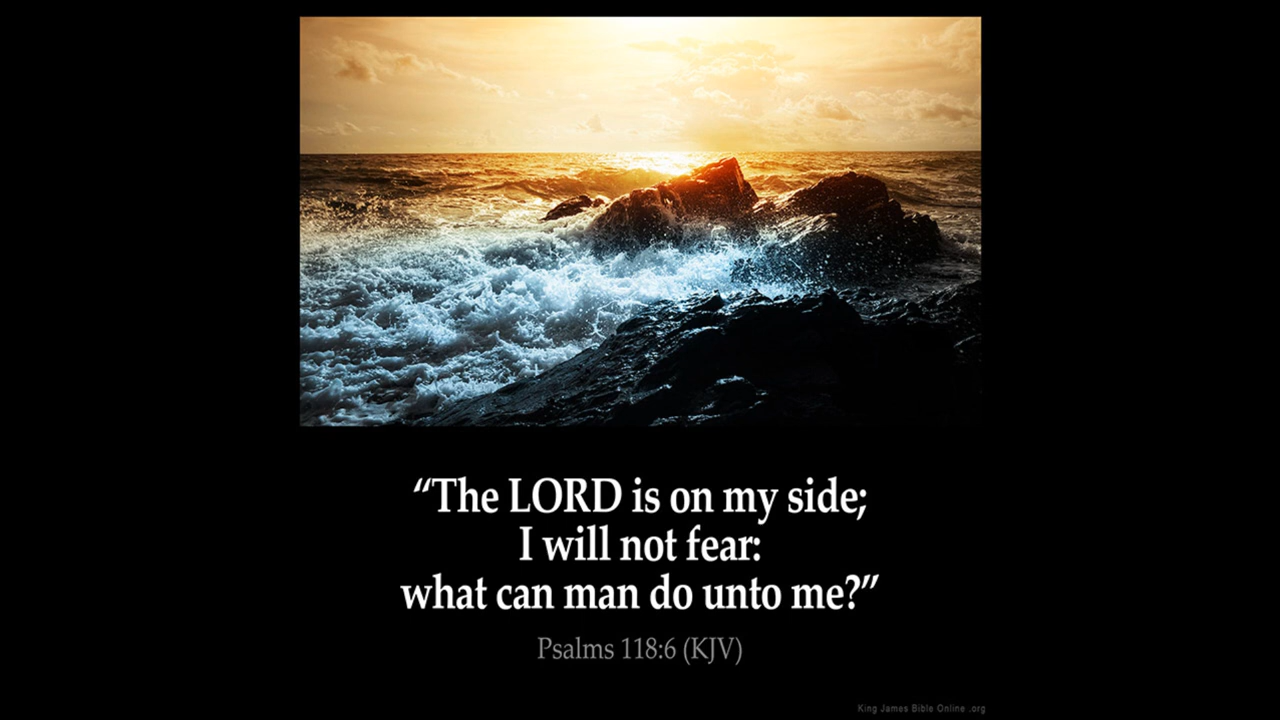 “The LORD is on my side;
I will not fear:
what can man do unto me?”
Psalms 118:6 (KJV)
King James Bible Online .org